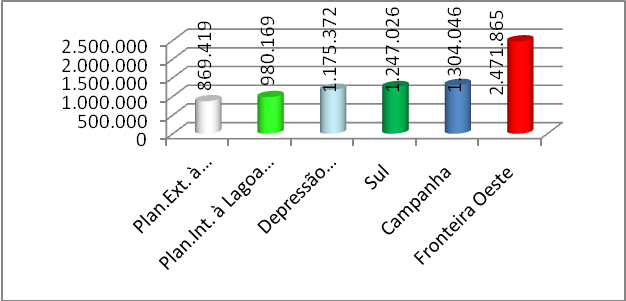 2.500.000
2.000.000
1.500.000
1.000.000
500.000
0
869.419
980.169
1.175.372
1.247.026
1.304.046
2.471.865
Plan.Ext. à...
Plan.Int. à Lagoa...
Depressão...
Sul
Campanha
Fronteira Oeste